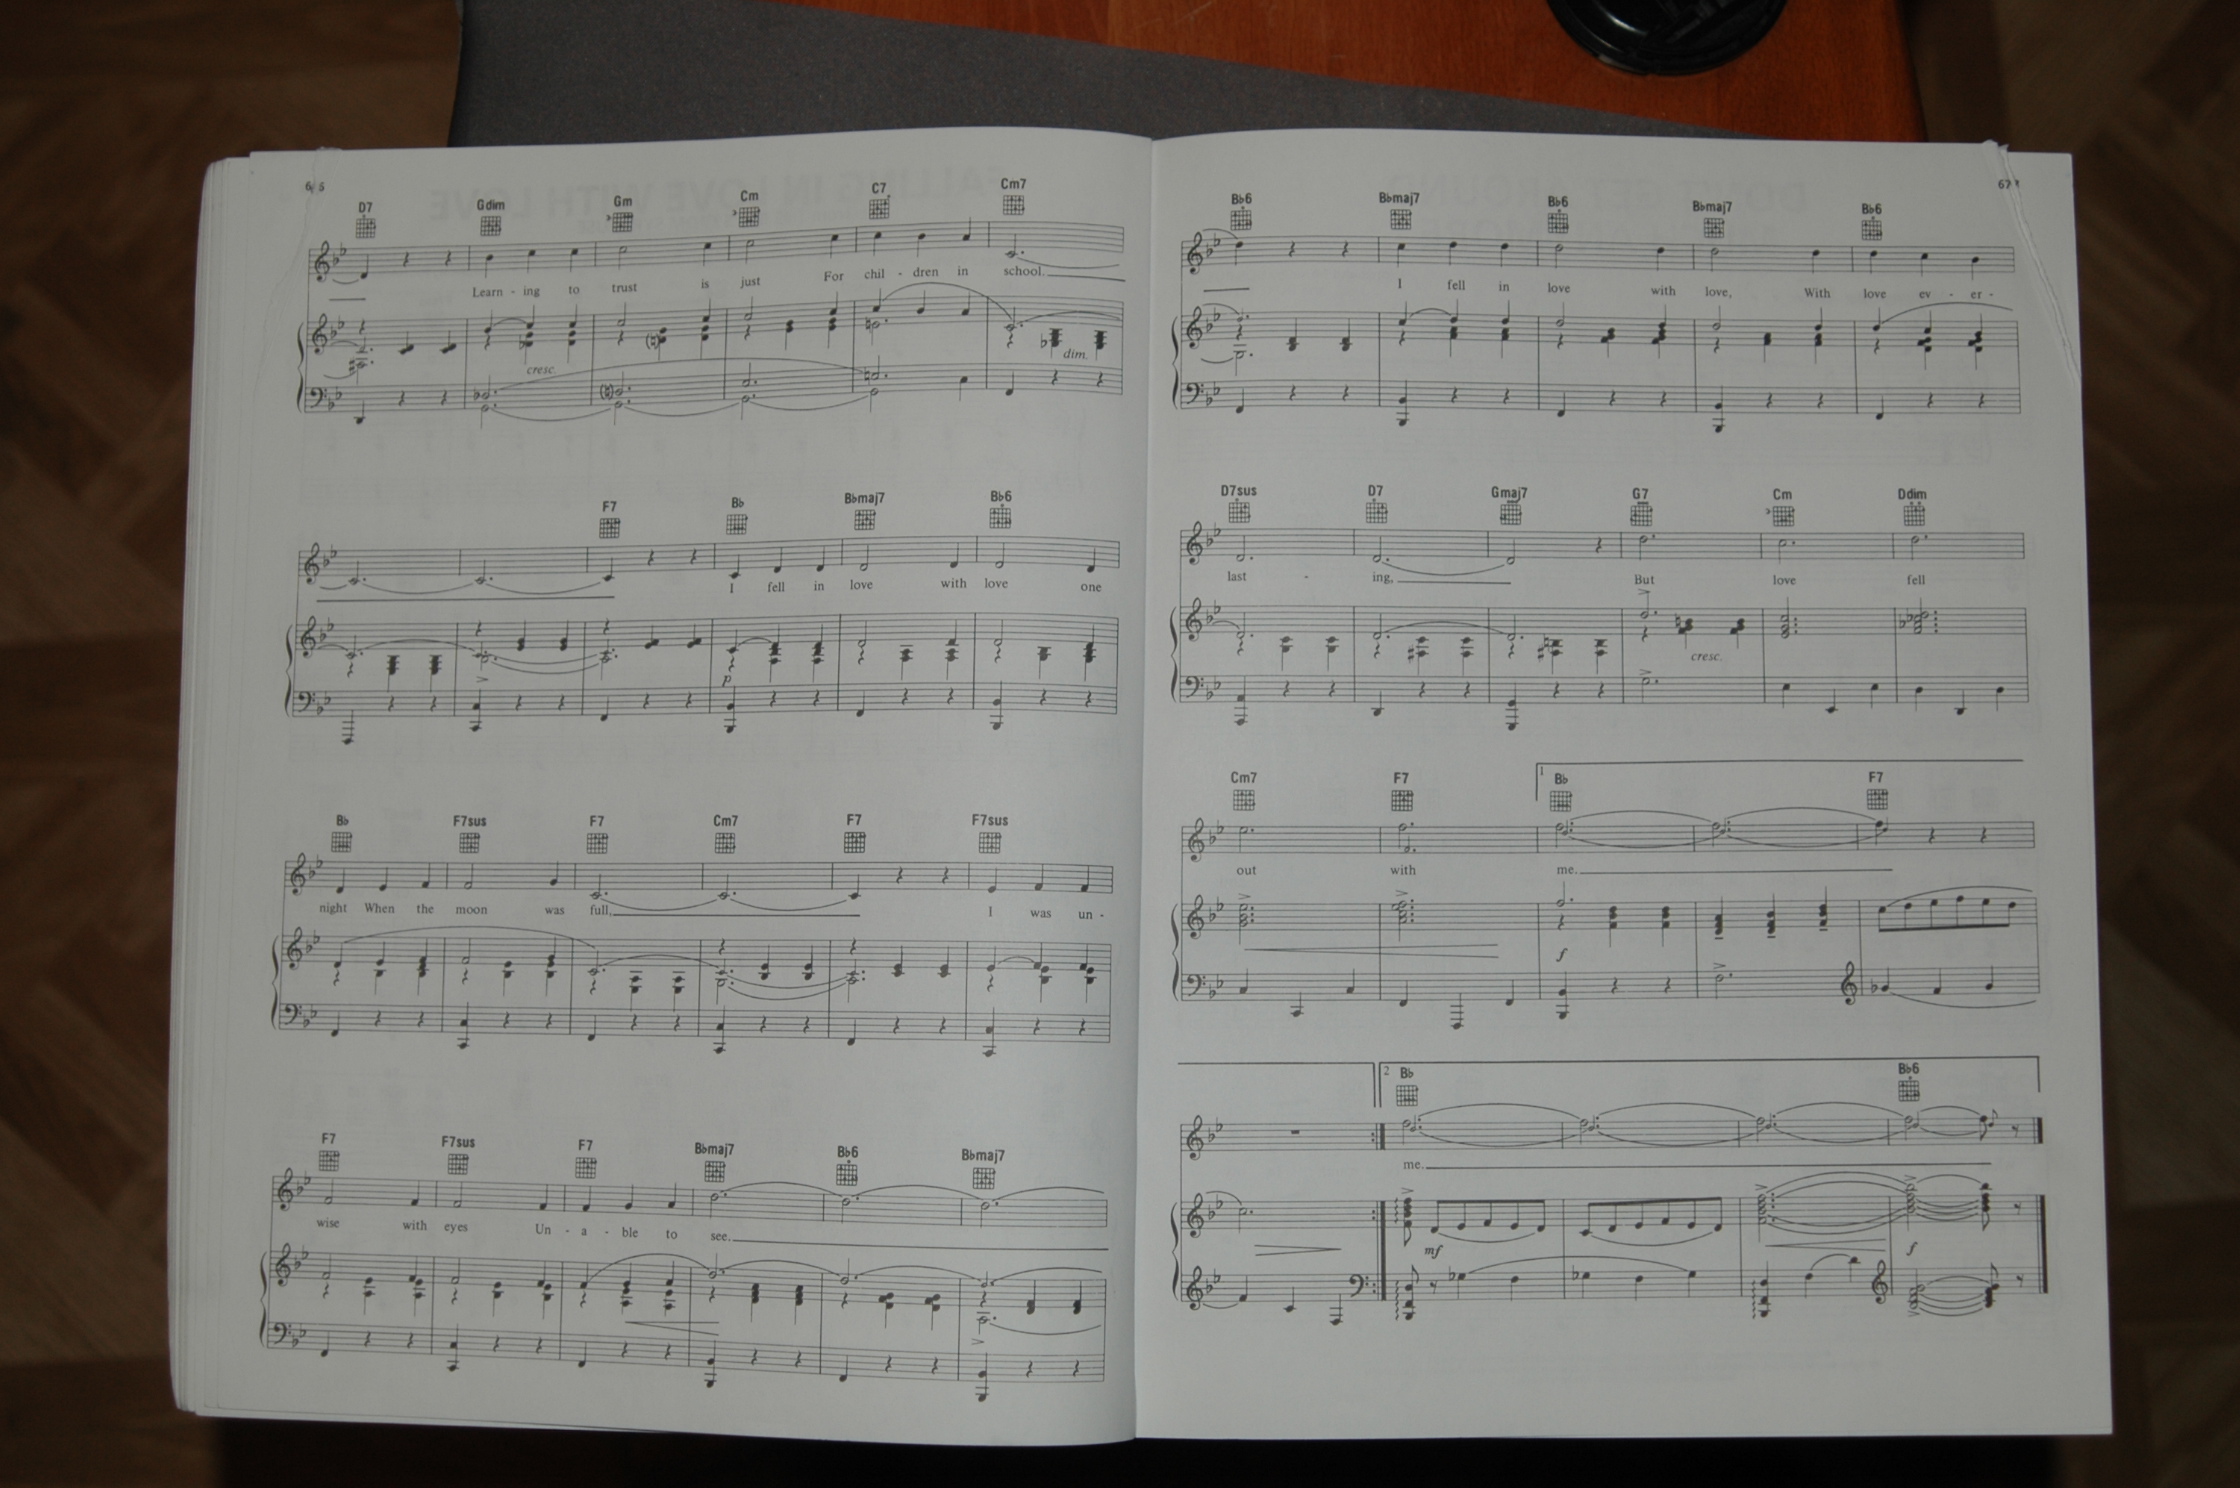 D7 Gdim Gm Cm C7 Cm7
Learn - ing to trust is just For chil - dren in school.
cresc. dim.
F7 B♭ B♭maj7 B♭6
I fell in love with love one
p
B♭ F7sus F7 Cm7 F7 F7sus
night When the moon was full, I was un -
F7 F7sus F7 B♭maj7 B♭6 B♭maj7
wise with eyes Un - a - ble to see.
B♭6 B♭maj7 B♭6 B♭maj7 B♭6
I fell in love with love, With love ev - er -
D7sus D7 Gmaj7 G7 Cm Ddim
last - ing, But love fell
cresc.
Cm7 F7 1 B♭ F7
out with me.
f
2 B♭ B♭6
me.
mf f